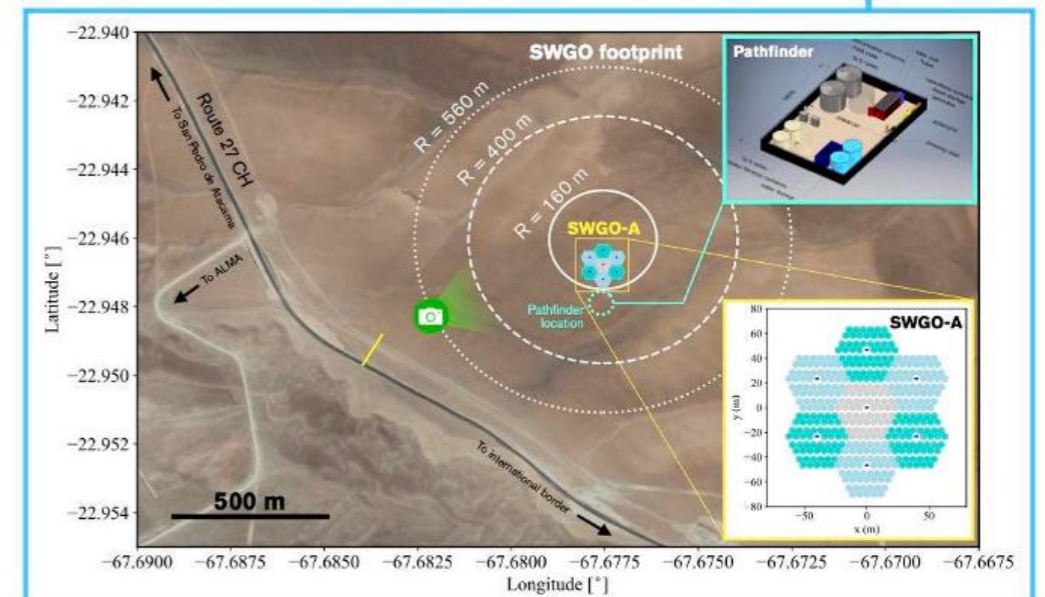 SWGO footprint
Pathfinder
R = 560 m
R = 400 m
R = 160 m
SWGO-A
Pathfinder
location
To San Pedro de Atacama
Route 27 CH
To ALMA
To international border
500 m
SWGO-A
80
60
40
20
0
−20
−40
−60
−80
y (m)
−50
0
50
x (m)
−22.940
−22.942
−22.944
−22.946
−22.948
−22.950
−22.952
−22.954
Latitude [°]
−67.6900
−67.6875
−67.6850
−67.6825
−67.6800
−67.6775
−67.6750
−67.6725
−67.6700
−67.6675
Longitude [°]